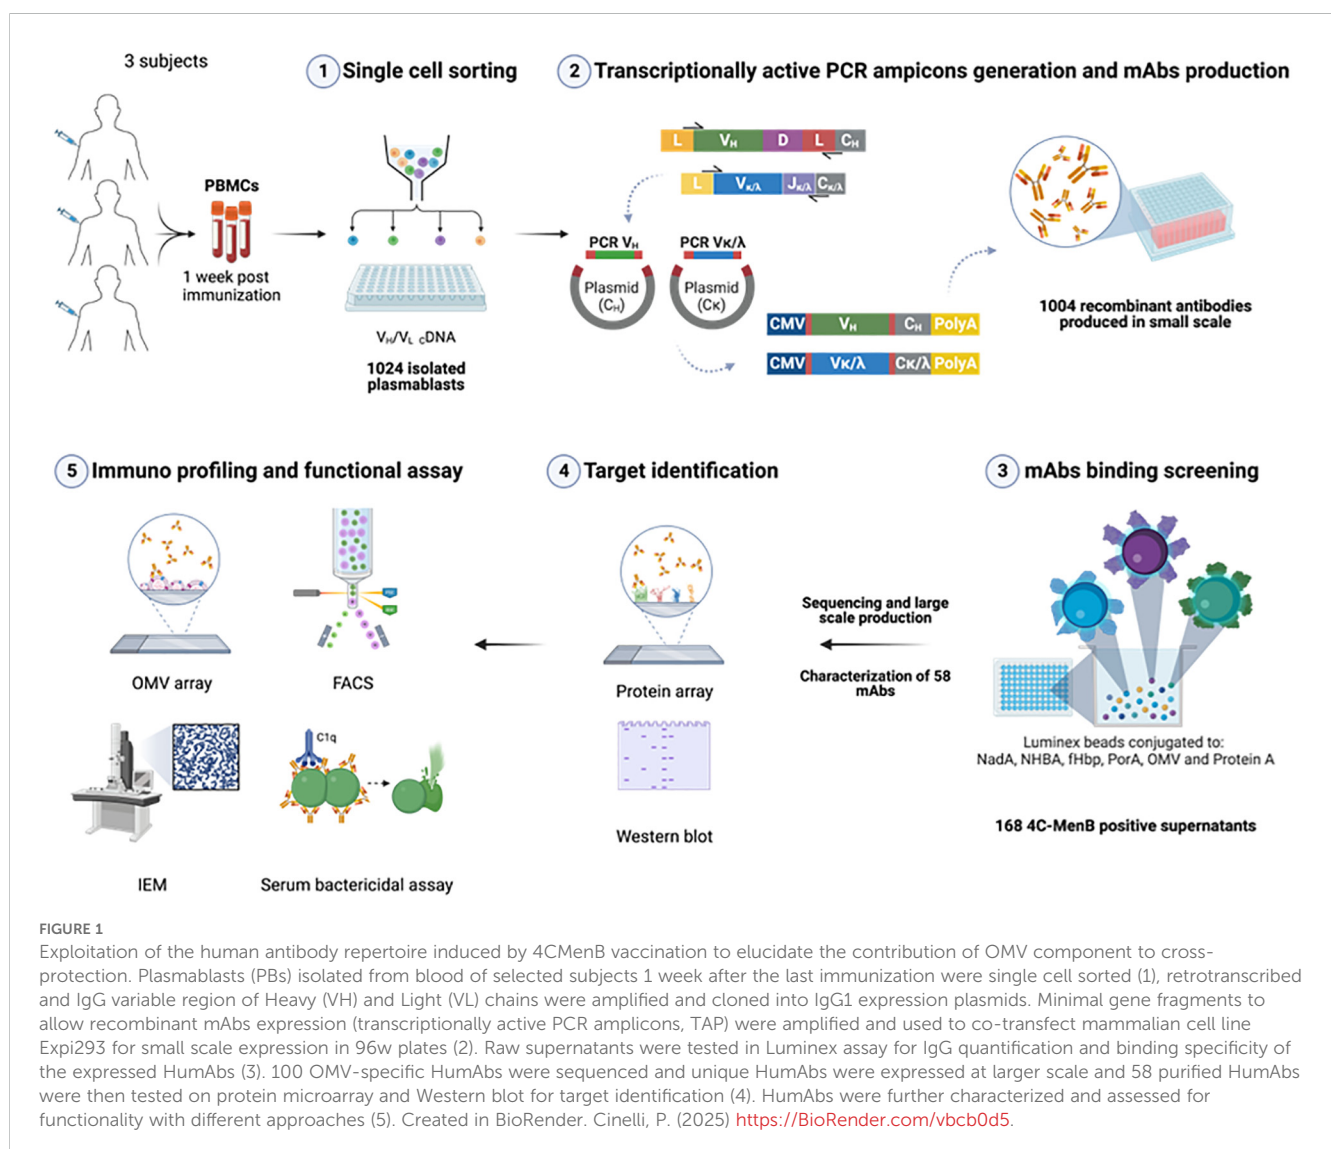 3 subjects
PBMCs
1 week post
immunization
1 Single cell sorting
VH/VL cDNA
1024 isolated
plasmablasts
2 Transcriptionally active PCR ampicons generation and mAbs production
L VH D L CH
L Vκ/λ Jκ/λ Cκ/λ
PCR VH
Plasmid
(CH)
PCR Vκ/λ
Plasmid
(Cκ)
CMV VH CH PolyA
CMV Vκ/λ Cκ/λ PolyA
1004 recombinant antibodies
produced in small scale
3 mAbs binding screening
Luminex beads conjugated to:
NadA, NHBA, fHbp, PorA, OMV and Protein A
168 4C-MenB positive supernatants
Sequencing and large
scale production
Characterization of 58
mAbs
4 Target identification
Protein array
Western blot
5 Immuno profiling and functional assay
OMV array
FACS
IEM
C1q
Serum bactericidal assay
FIGURE 1
Exploitation of the human antibody repertoire induced by 4CMenB vaccination to elucidate the contribution of OMV component to cross-
protection. Plasmablasts (PBs) isolated from blood of selected subjects 1 week after the last immunization were single cell sorted (1), retrotranscribed
and IgG variable region of Heavy (VH) and Light (VL) chains were amplified and cloned into IgG1 expression plasmids. Minimal gene fragments to
allow recombinant mAbs expression (transcriptionally active PCR amplicons, TAP) were amplified and used to co-transfect mammalian cell line
Expi293 for small scale expression in 96w plates (2). Raw supernatants were tested in Luminex assay for IgG quantification and binding specificity of
the expressed HumAbs (3). 100 OMV-specific HumAbs were sequenced and unique HumAbs were expressed at larger scale and 58 purified HumAbs
were then tested on protein microarray and Western blot for target identification (4). HumAbs were further characterized and assessed for
functionality with different approaches (5). Created in BioRender. Cinelli, P. (2025) https://BioRender.com/vbcb0d5.